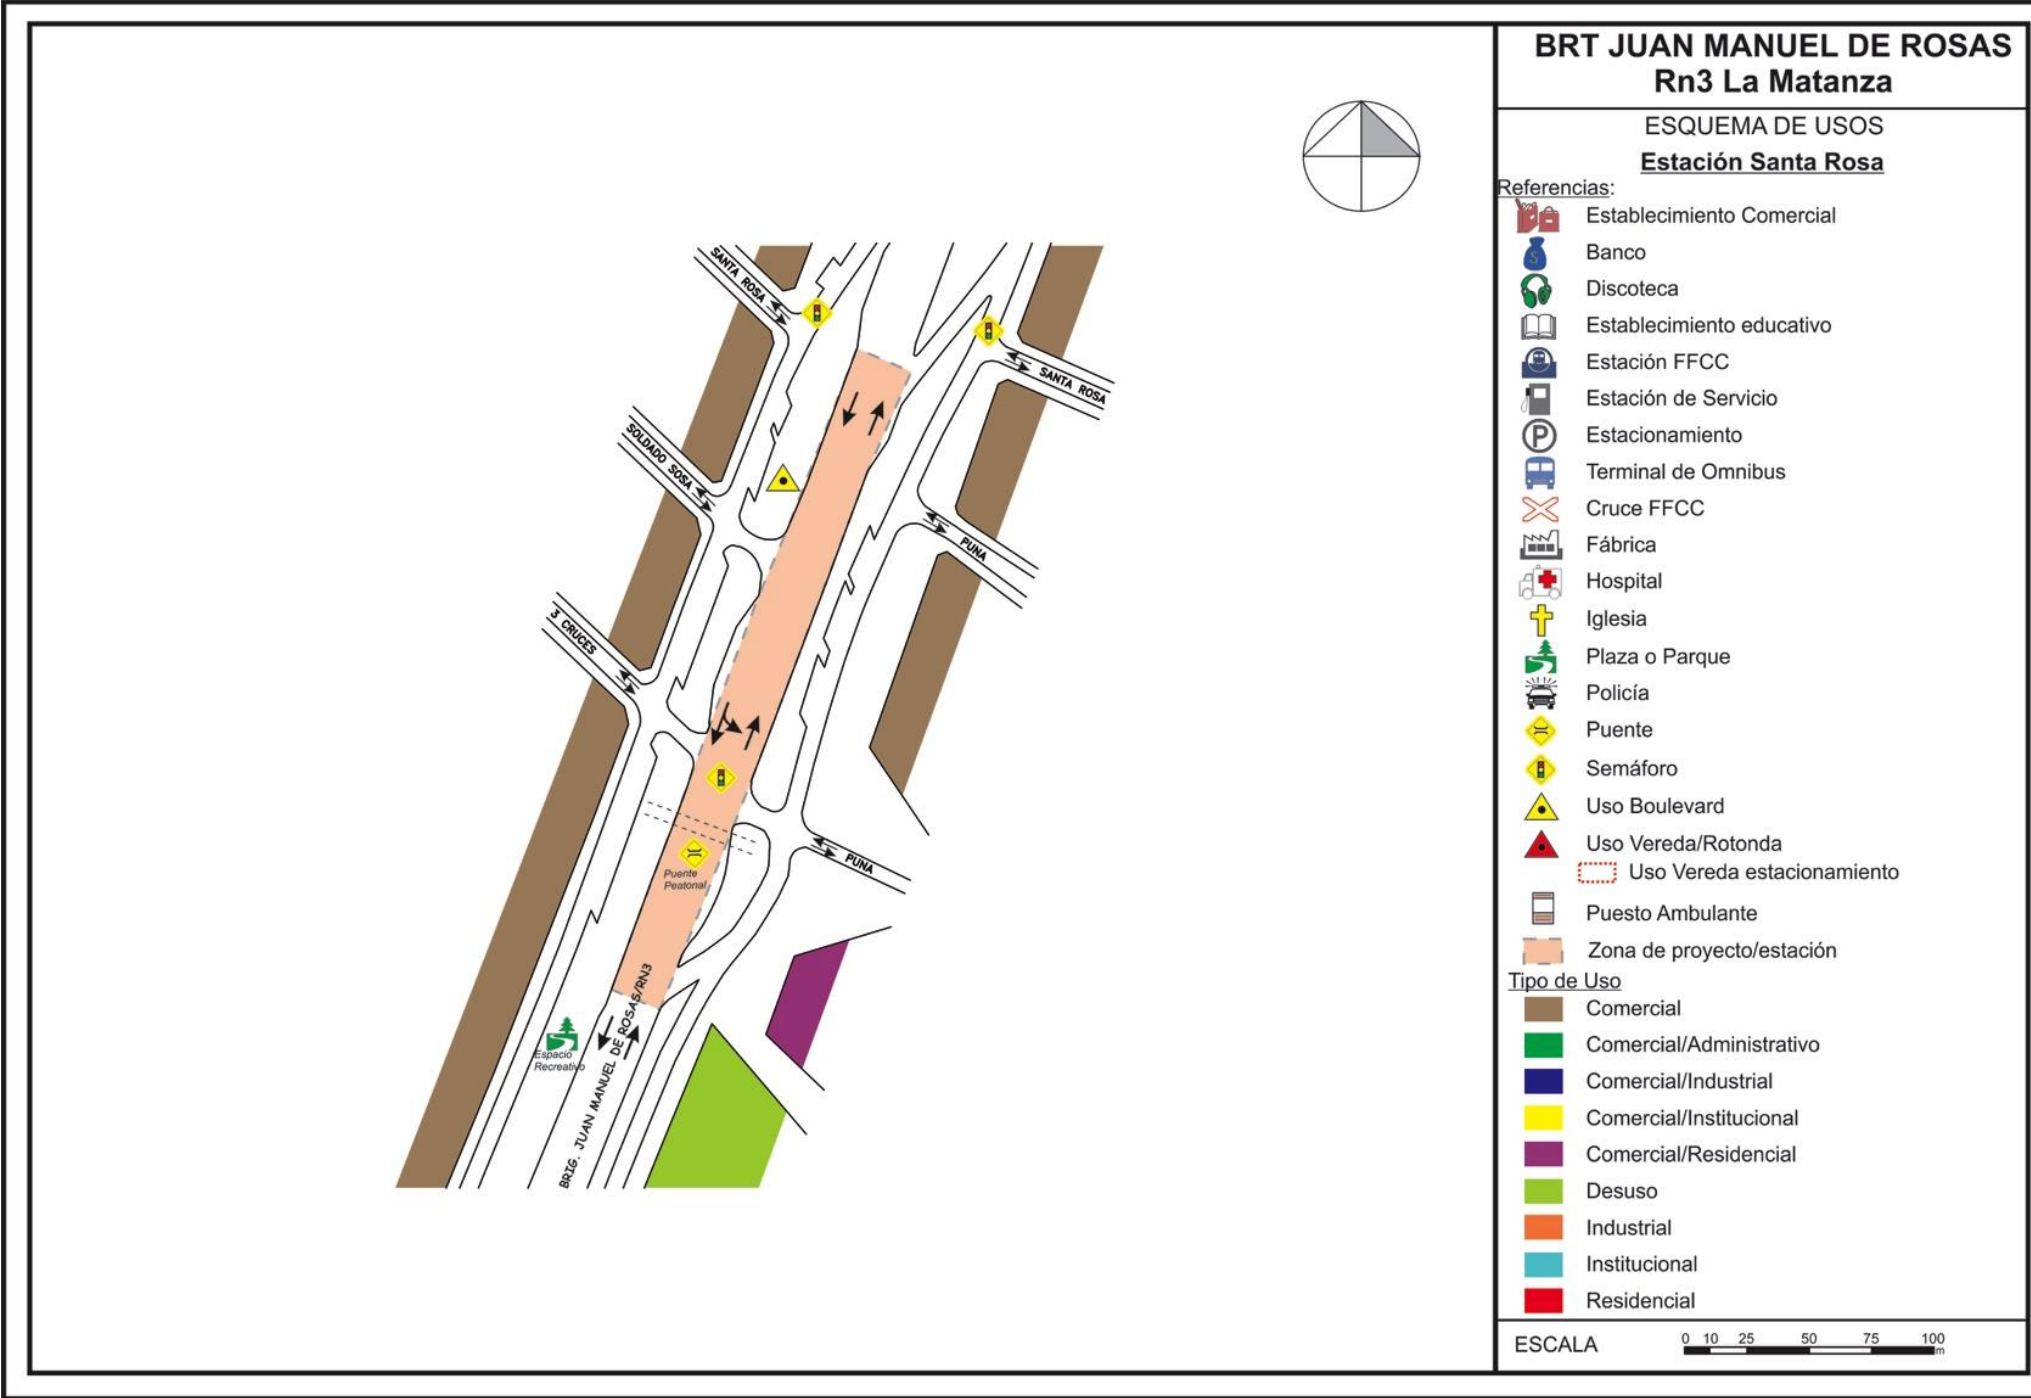 BRT JUAN MANUEL DE ROSAS
Rn3 La Matanza
ESQUEMA DE USOS
Estación Santa Rosa
Referencias:
Establecimiento Comercial
Banco
Discoteca
Establecimiento educativo
Estación FFCC
Estación de Servicio
P
Estacionamiento
Terminal de Omnibus
Cruce FFCC
Fábrica
Hospital
Iglesia
Plaza o Parque
Policía
Puente
Semáforo
Uso Boulevard
Uso Vereda/Rotonda
Uso Vereda estacionamiento
Puesto Ambulante
Zona de proyecto/estación
Tipo de Uso
Comercial
Comercial/Administrativo
Comercial/Industrial
Comercial/Institucional
Comercial/Residencial
Desuso
Industrial
Institucional
Residencial
ESCALA
0 10 25 50 75 100
m
SANTA ROSA
SANTA ROSA
SOLDADO SOSA
PUNA
3 CRUCES
PUNA
Puente
Peatonal
Espacio
Recreativo
BRIG. JUAN MANUEL DE ROSAS/RN3